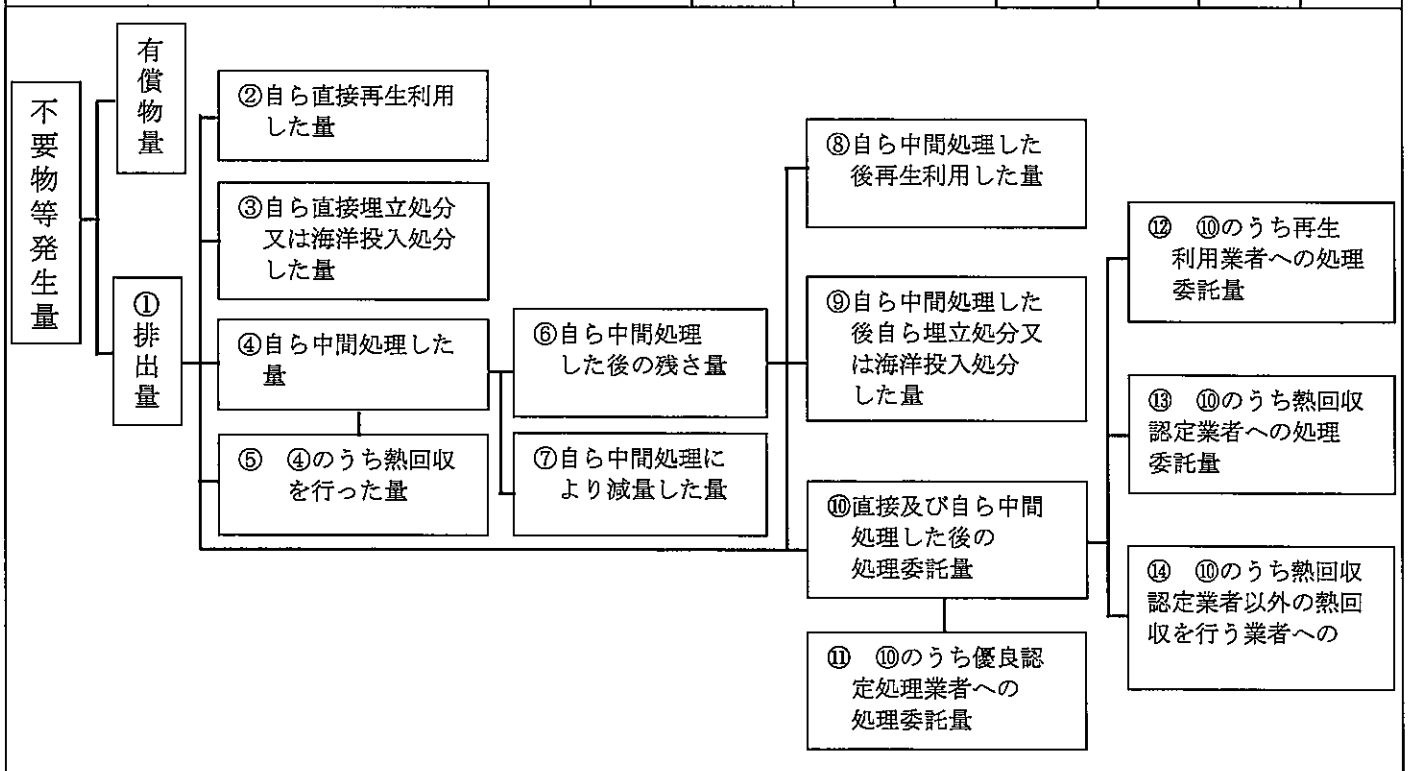 不要物等発生量
有償物量
①排出量
②自ら直接再生利用
した量
③自ら直接埋立処分
又は海洋投入処分
した量
④自ら中間処理した
量
⑤ ④のうち熱回収
を行った量
⑥自ら中間処理
した後の残さ量
⑦自ら中間処理に
より減量した量
⑧自ら中間処理した
後再生利用した量
⑨自ら中間処理した
後自ら埋立処分又
は海洋投入処分
した量
⑩直接及び自ら中間
処理した後の
処理委託量
⑪ ⑩のうち優良認
定処理業者への
処理委託量
⑫ ⑩のうち再生
利用業者への処理
委託量
⑬ ⑩のうち熱回収
認定業者への処理
委託量
⑭ ⑩のうち熱回収
認定業者以外の熱回
収を行う業者への